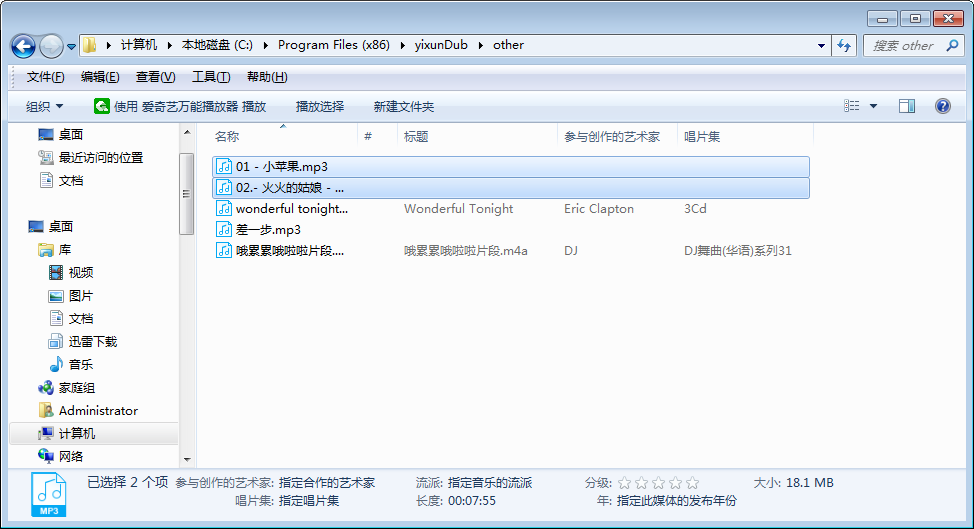 计算机 本地磁盘 (C:) Program Files (x86) yixunDub other 搜索 other
文件(F) 编辑(E) 查看(V) 工具(T) 帮助(H)
组织 使用 爱奇艺万能播放器 播放 播放选择 新建文件夹
桌面
最近访问的位置
文档
桌面
库
视频
图片
文档
迅雷下载
音乐
家庭组
Administrator
计算机
网络
名称 # 标题 参与创作的艺术家 唱片集
01 - 小苹果.mp3
02.- 火火的姑娘 - ...
wonderful tonight... Wonderful Tonight Eric Clapton 3Cd
差一步.mp3
哦累累哦啦啦片段.... 哦累累哦啦啦片段.m4a DJ DJ舞曲(华语)系列31
已选择 2 个项 参与创作的艺术家: 指定合作的艺术家 流派: 指定音乐的流派 分级: 大小: 18.1 MB
唱片集: 指定唱片集 长度: 00:07:55 年: 指定此媒体的发布年份
MP3